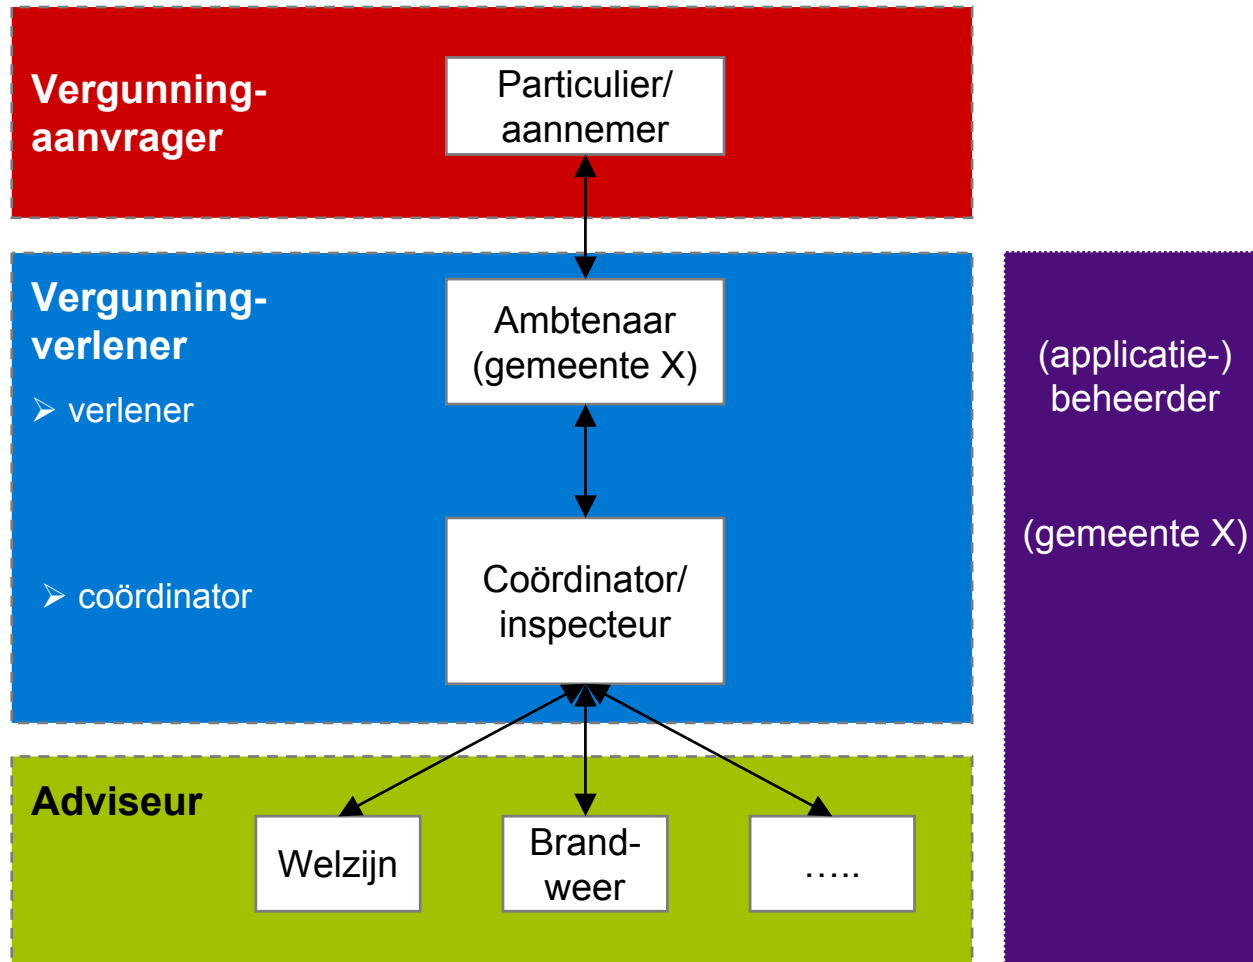 Vergunning-
aanvrager
Particulier/
aannemer
Vergunning-
verlener
➢ verlener
➢ coördinator
Ambtenaar
(gemeente X)
Coördinator/
inspecteur
(applicatie-)
beheerder
(gemeente X)
Adviseur
Welzijn
Brand-
weer
…..